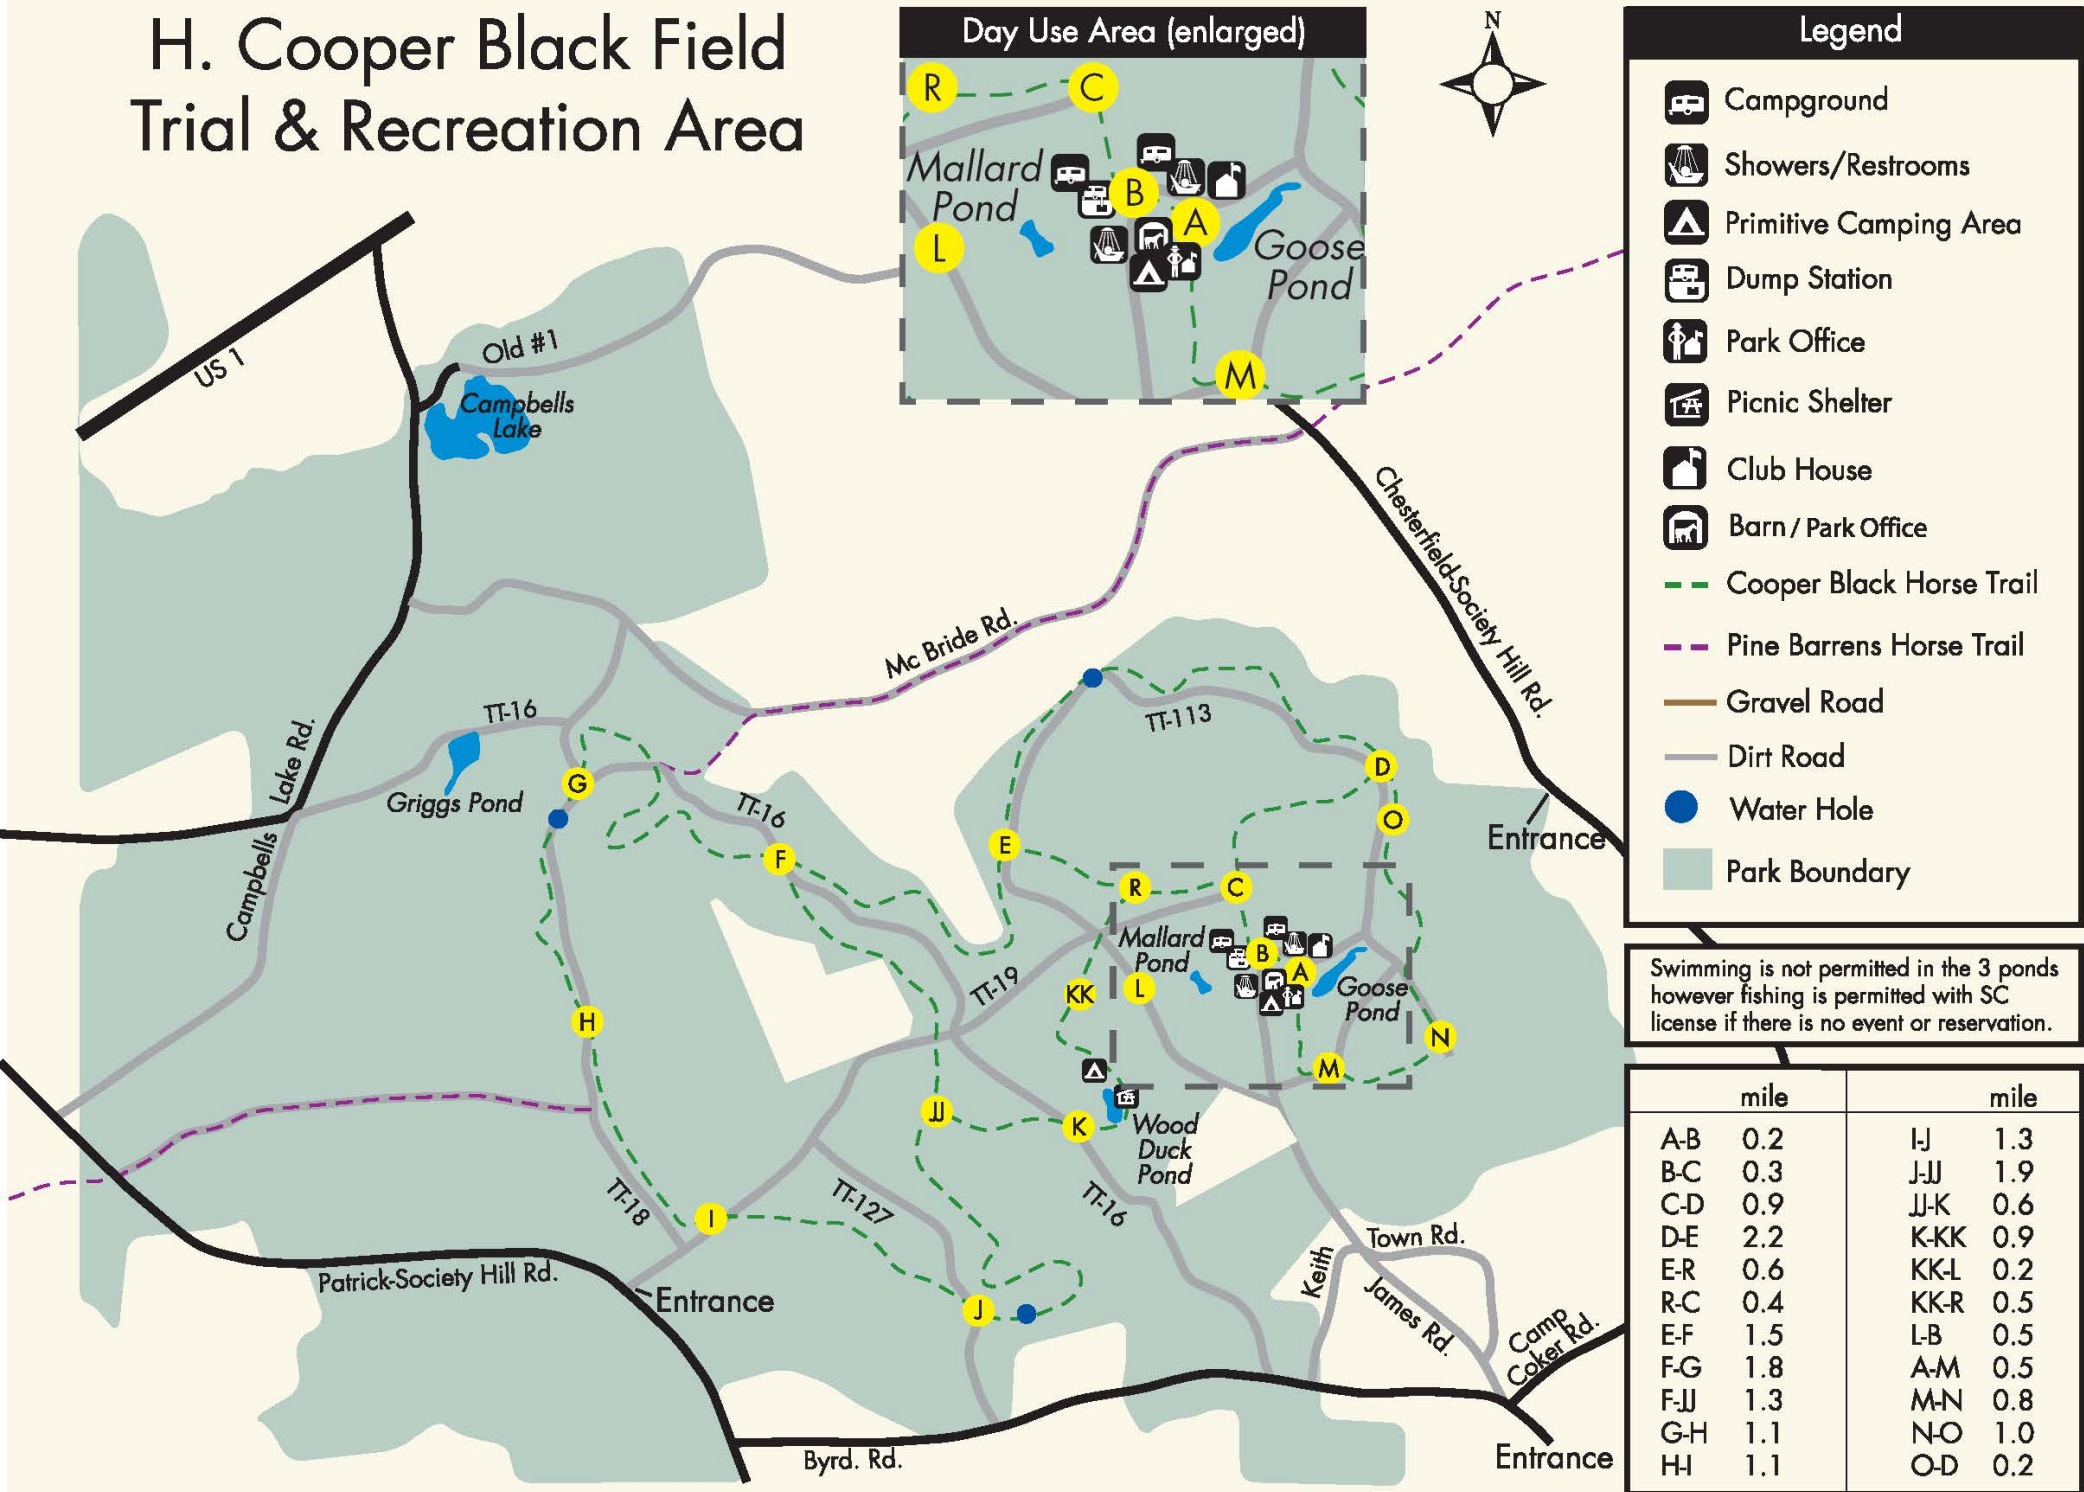 H. Cooper Black Field
Trial & Recreation Area
Day Use Area (enlarged)
R
C
Mallard
Pond
B
A
L
Goose
Pond
M
N
Legend
Campground
Showers/Restrooms
Primitive Camping Area
Dump Station
Park Office
Picnic Shelter
Club House
Barn / Park Office
Cooper Black Horse Trail
Pine Barrens Horse Trail
Gravel Road
Dirt Road
Water Hole
Park Boundary
US 1
Old #1
Campbells
Lake
Chesterfield-Society Hill Rd.
Mc Bride Rd.
TT-16
TT-113
Campbells Lake Rd.
Griggs Pond
G
TT-16
D
O
Entrance
F
E
R
C
Mallard
Pond
B
A
L
Goose
Pond
TT-19
KK
H
N
M
JJ
K
Wood
Duck
Pond
TT-18
I
TT-127
TT-16
Town Rd.
Keith
James Rd.
Patrick-Society Hill Rd.
Entrance
J
Camp
Coker Rd.
Byrd. Rd.
Entrance
Swimming is not permitted in the 3 ponds
however fishing is permitted with SC
license if there is no event or reservation.
mile mile
A-B 0.2 I-J 1.3
B-C 0.3 J-JJ 1.9
C-D 0.9 JJ-K 0.6
D-E 2.2 K-KK 0.9
E-R 0.6 KK-L 0.2
R-C 0.4 KK-R 0.5
E-F 1.5 L-B 0.5
F-G 1.8 A-M 0.5
F-JJ 1.3 M-N 0.8
G-H 1.1 N-O 1.0
H-I 1.1 O-D 0.2